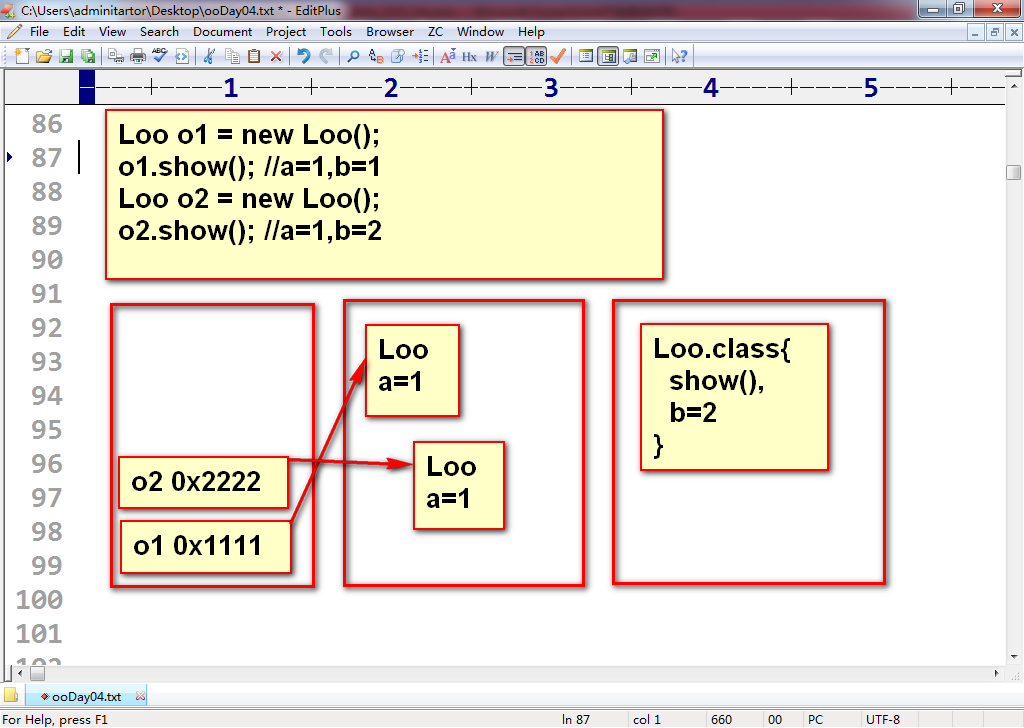 C:\Users\adminitartor\Desktop\ooDay04.txt * - EditPlus
File Edit View Search Document Project Tools Browser ZC Window Help
1 2 3 4 5
86
87
88
89
90
91
92
93
94
95
96
97
98
99
100
101
Loo o1 = new Loo();
o1.show(); //a=1,b=1
Loo o2 = new Loo();
o2.show(); //a=1,b=2
o2 0x2222
o1 0x1111
Loo
a=1
Loo
a=1
Loo.class{
show(),
b=2
}
ooDay04.txt
For Help, press F1 ln 87 col 1 660 00 PC UTF-8